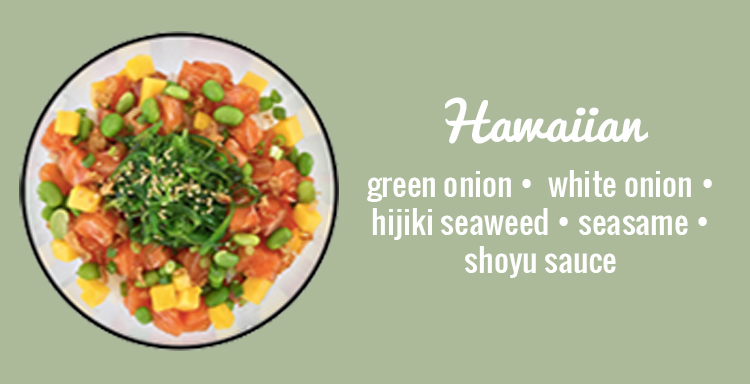 Hawaiian
green onion • white onion •
hijiki seaweed • seasame •
shoyu sauce